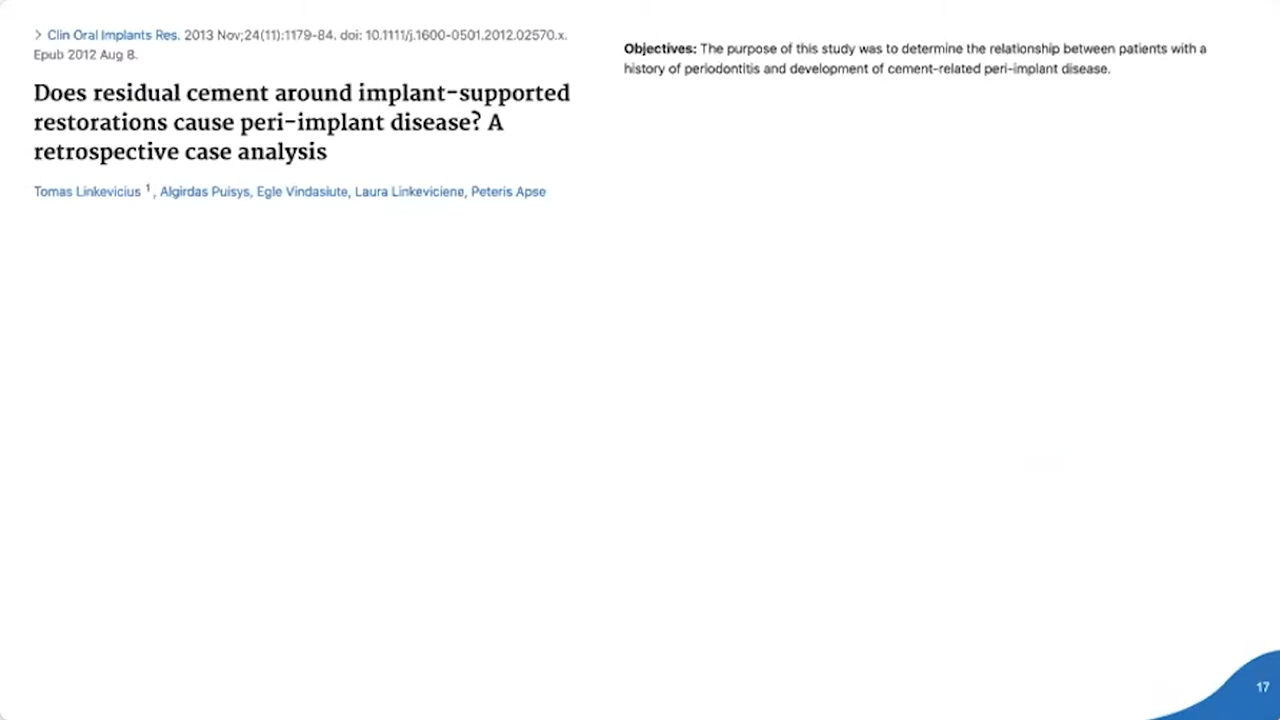 > Clin Oral Implants Res. 2013 Nov;24(11):1179-84. doi: 10.1111/j.1600-0501.2012.02570.x.
Epub 2012 Aug 8.
Does residual cement around implant-supported
restorations cause peri-implant disease? A
retrospective case analysis
Tomas Linkevicius 1, Algirdas Puisys, Egle Vindasiute, Laura Linkeviciene, Peteris Apse
Objectives: The purpose of this study was to determine the relationship between patients with a
history of periodontitis and development of cement-related peri-implant disease.
17